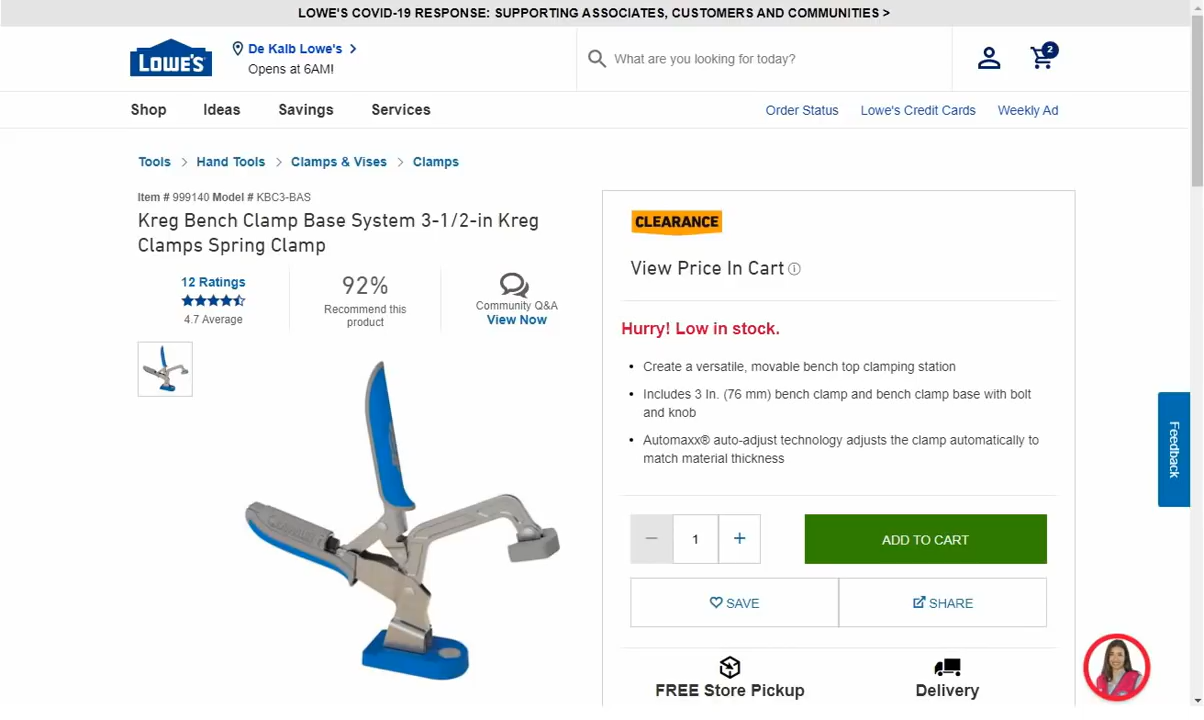 LOWE'S COVID-19 RESPONSE: SUPPORTING ASSOCIATES, CUSTOMERS AND COMMUNITIES >
LOWE'S
De Kalb Lowe's >
Opens at 6AM!
What are you looking for today?
2
Shop Ideas Savings Services
Order Status Lowe's Credit Cards Weekly Ad
Tools > Hand Tools > Clamps & Vises > Clamps
Item # 999140 Model # KBC3-BAS
Kreg Bench Clamp Base System 3-1/2-in Kreg
Clamps Spring Clamp
12 Ratings
4.7 Average
92%
Recommend this
product
Community Q&A
View Now
CLEARANCE
View Price In Cart
Hurry! Low in stock.
• Create a versatile, movable bench top clamping station
• Includes 3 In. (76 mm) bench clamp and bench clamp base with bolt
and knob
• Automaxx® auto-adjust technology adjusts the clamp automatically to
match material thickness
− 1 +
ADD TO CART
SAVE
SHARE
FREE Store Pickup
Delivery
Feedback